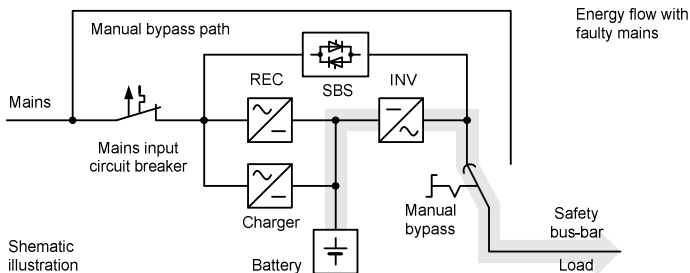 Manual bypass path
Energy flow with
faulty mains
REC
SBS
INV
Mains
Mains input
circuit breaker
Charger
Manual
bypass
Safety
bus-bar
Shematic
illustration
Battery
Load